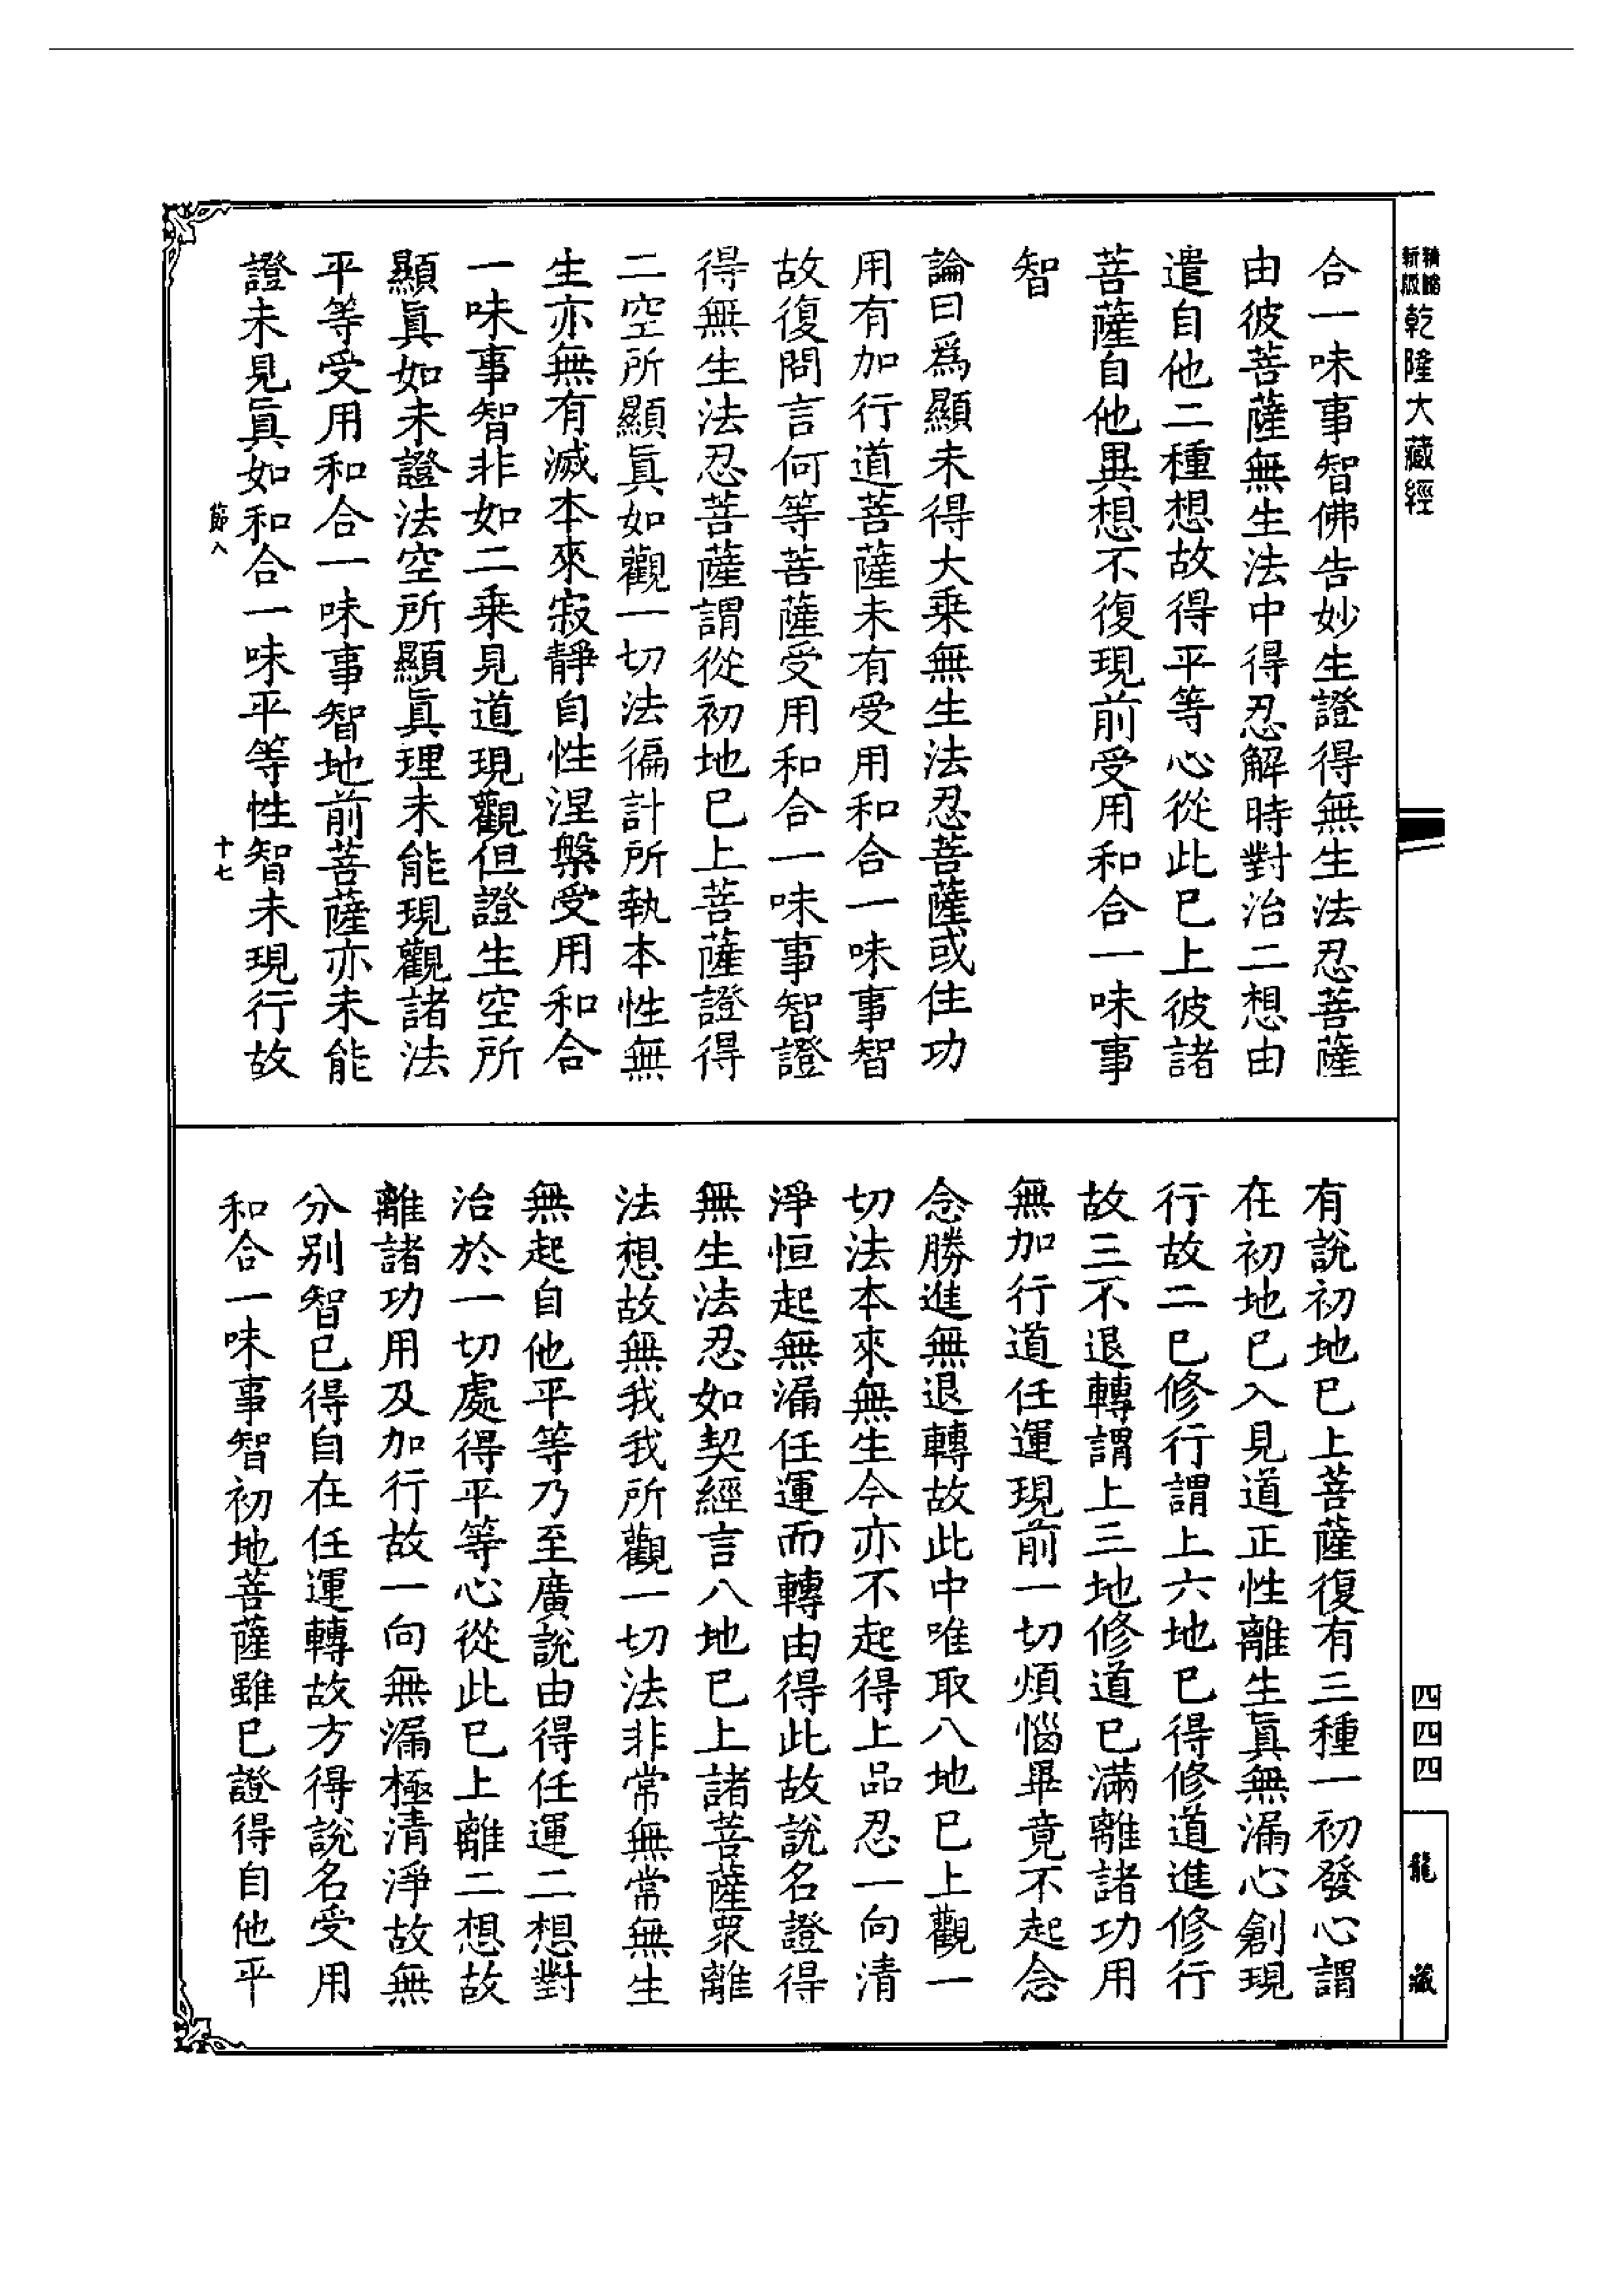 新編
新版
乾隆大藏經
合一味事智佛告妙生證得無生法忍菩薩
由彼菩薩無生法中得忍解時對治二想由
遣自他二種想故得平等心從此已上彼諸
菩薩自他異想不復現前受用和合一味事
智
論曰為顯未得大乗無生法忍菩薩或住功
用有加行道菩薩未有受用和合一味事智
故復問言何等菩薩受用和合一味事智證
得無生法忍菩薩謂從初地已上菩薩證得
二空所顯眞如觀一切法徧計所執本性無
生亦無有滅本來寂靜自性涅槃受用和合
一味事智非如二乗見道現觀但證生空所
顯眞如未證法空所顯眞理未能現觀諸法
平等受用和合一味事智地前菩薩亦未能
證未見眞如和合一味平等性智未現行故
節八
十七
有說初地已上菩薩復有三種一初發心謂
在初地已入見道正性離生眞無漏心創現
行故二已修行謂上六地已得修道進修行
故三不退轉謂上三地修道已滿離諸功用
無加行道任運現前一切煩惱畢竟不起念
念勝進無退轉故此中唯取八地已上觀一
切法本來無生今亦不起得上品忍一向清
淨恒起無漏任運而轉由得此故說名證得
無生法忍如契經言八地已上諸菩薩眾離
法想故無我我所觀一切法非常無常無生
無起自他平等乃至廣說由得任運二想對
治於一切處得平等心從此已上離二想故
離諸功用及加行故一向無漏極清淨故無
分别智已得自在任運轉故方得說名受用
和合一味事智初地菩薩雖已證得自他平
四四四
龍藏